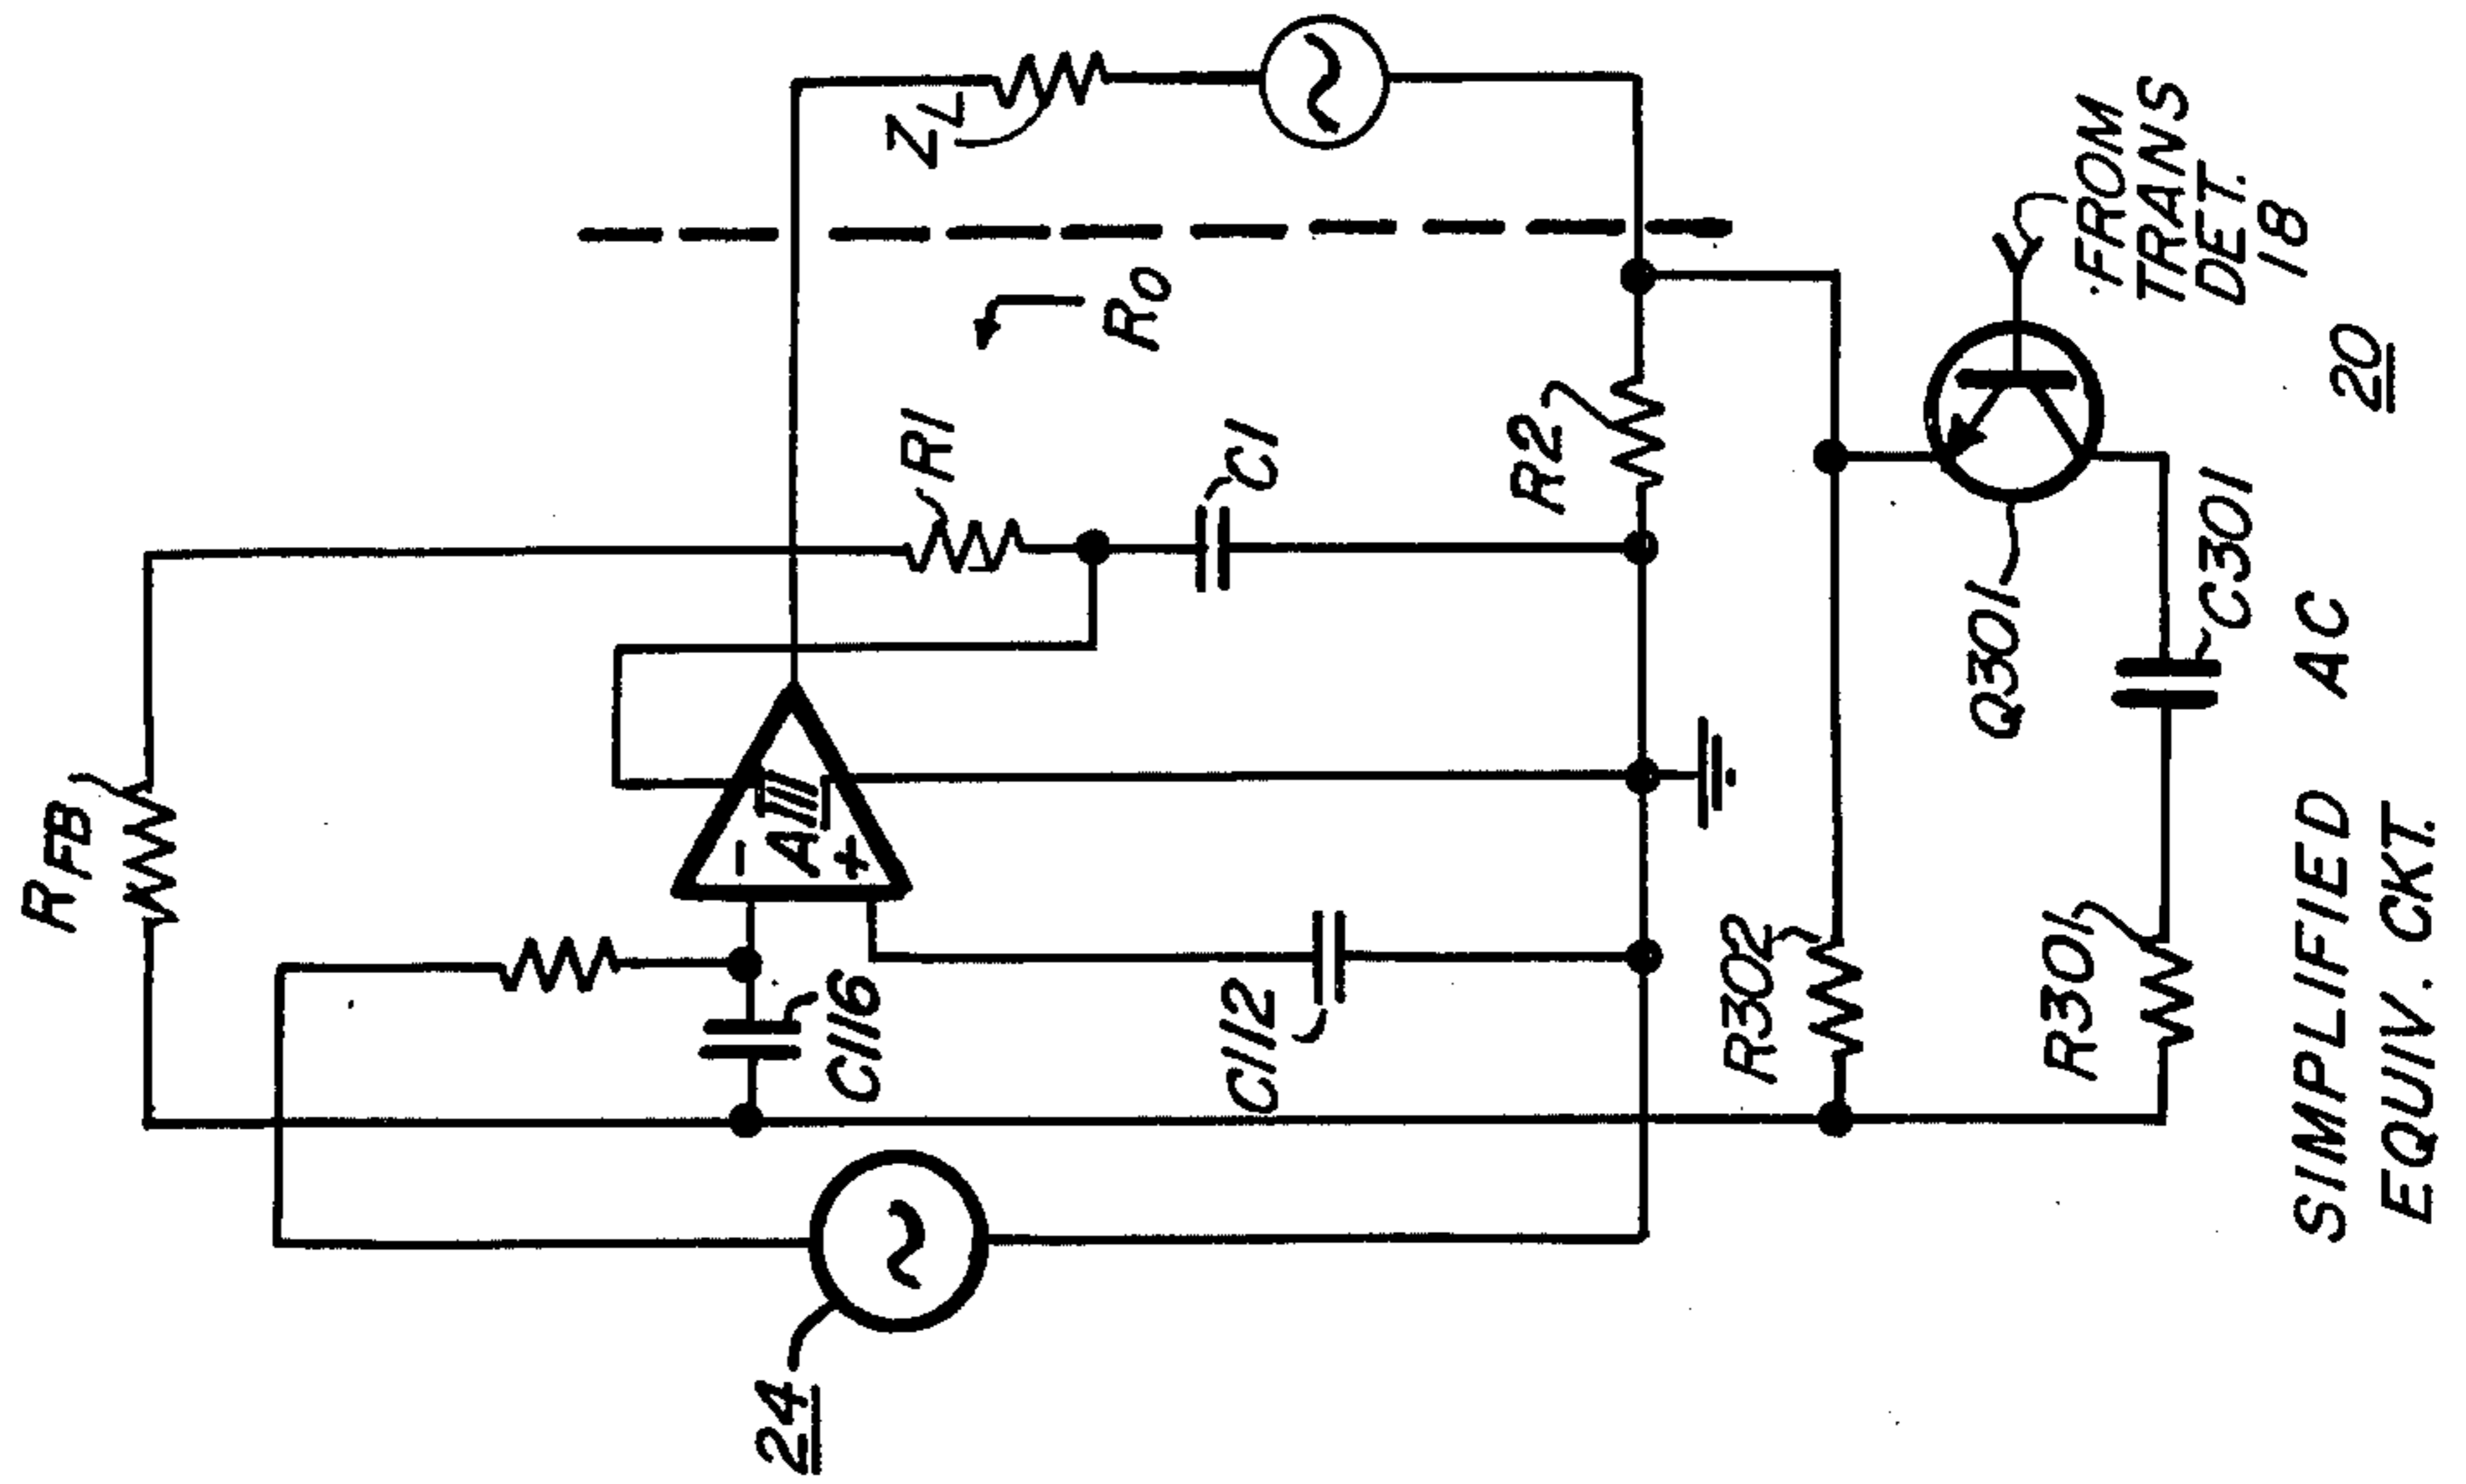 RFB
24
-
A111
+
C116
ZL
R1
RO
C112
C1
R2
R302
Q301
R301
FROM
TRANS
DET.
18
C301
20
SIMPLIFIED AC
EQUIV. CKT.